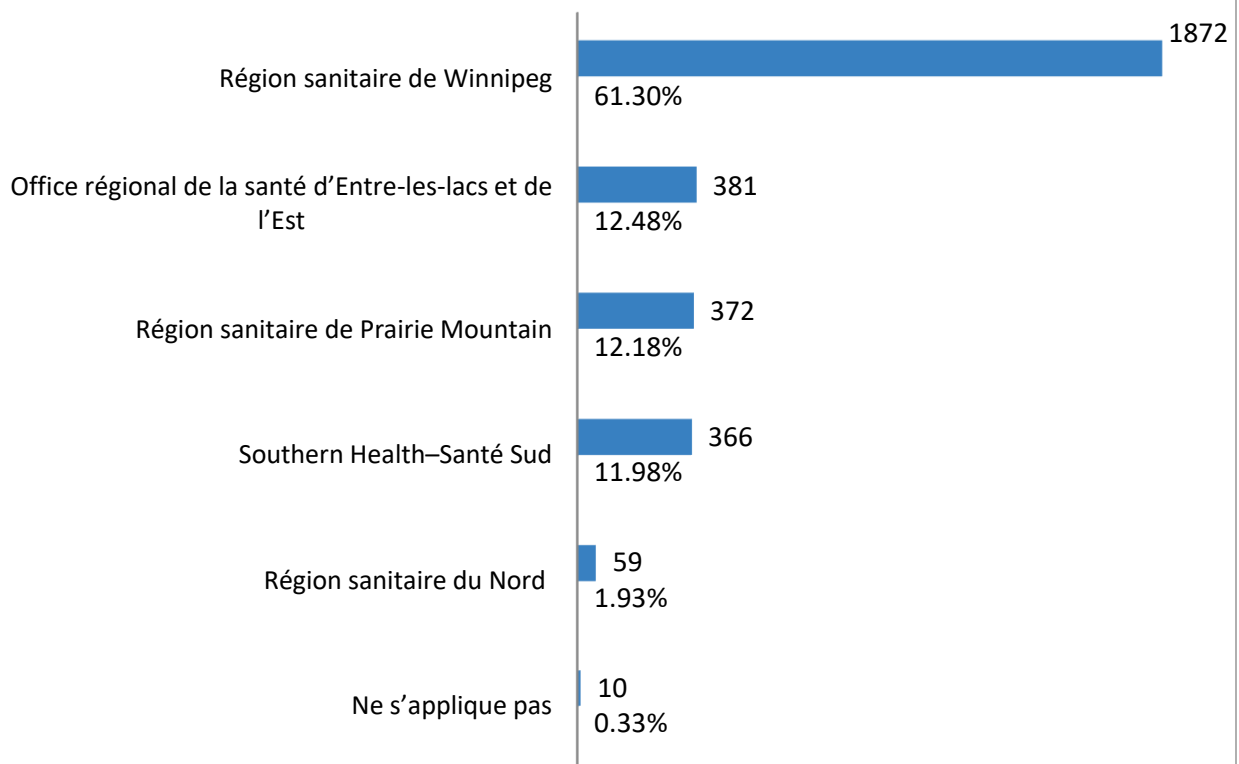 1872
Région sanitaire de Winnipeg
61.30%
Office régional de la santé d’Entre-les-lacs et de
l’Est
381
12.48%
Région sanitaire de Prairie Mountain
372
12.18%
Southern Health–Santé Sud
366
11.98%
Région sanitaire du Nord
59
1.93%
Ne s’applique pas
10
0.33%